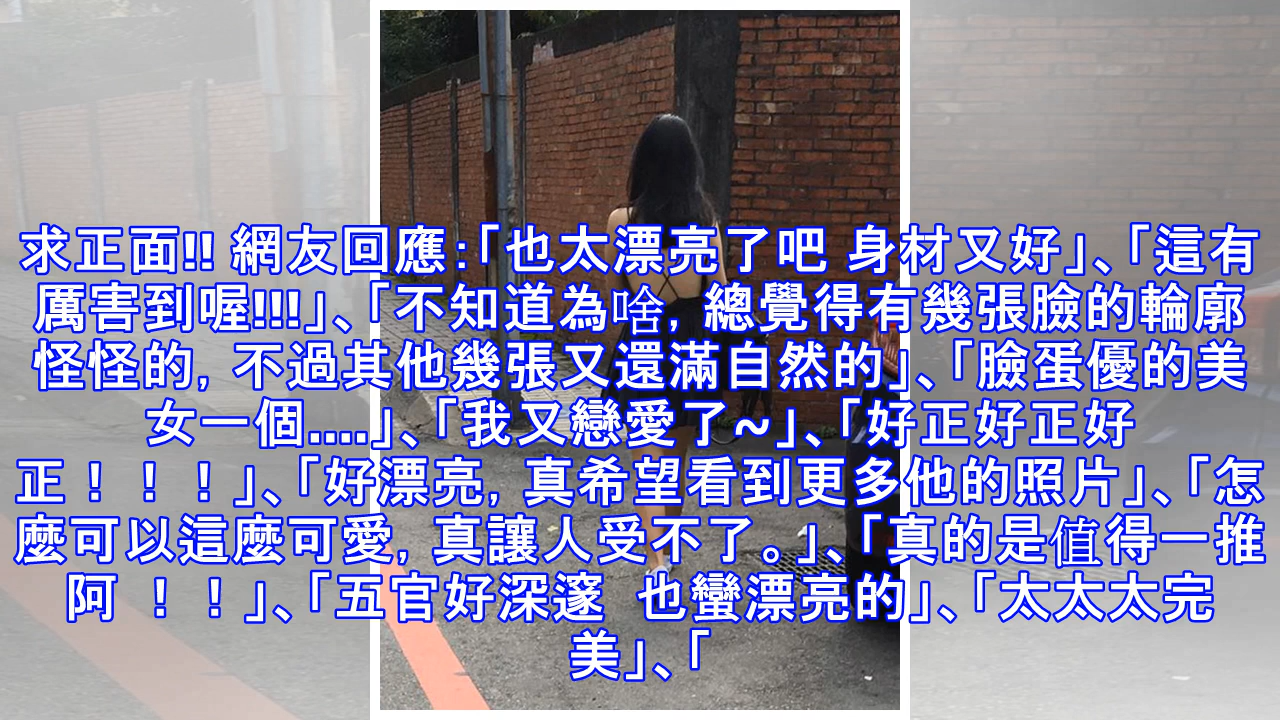 求正面!! 網友回應：「也太漂亮了吧 身材又好」、「這有
厲害到喔!!!」、「不知道為啥，總覺得有幾張臉的輪廓
怪怪的，不過其他幾張又還滿自然的」、「臉蛋優的美
女一個....」、「我又戀愛了~」、「好正好正好
正！！！」、「好漂亮，真希望看到更多他的照片」、「怎
麼可以這麼可愛，真讓人受不了。」、「真的是值得一推
阿 ！！」、「五官好深邃 也蠻漂亮的」、「太太太完
美」、「